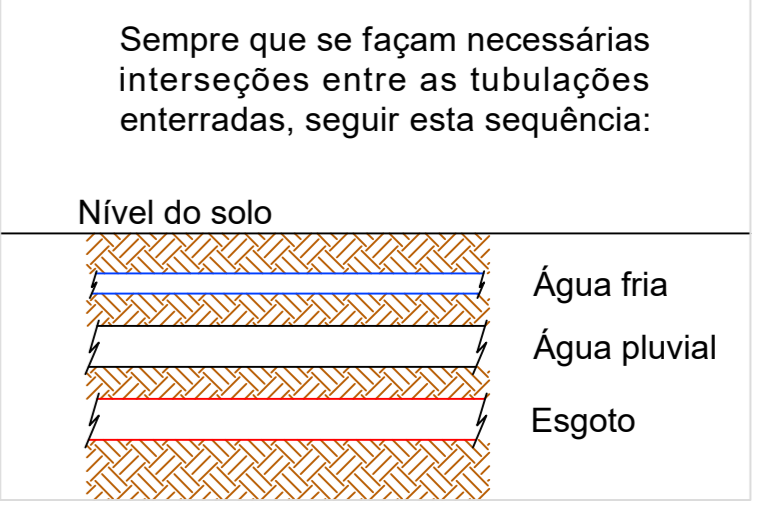 Sempre que se façam necessárias
interseções entre as tubulações
enterradas, seguir esta sequência:
Nível do solo
Água fria
Água pluvial
Esgoto